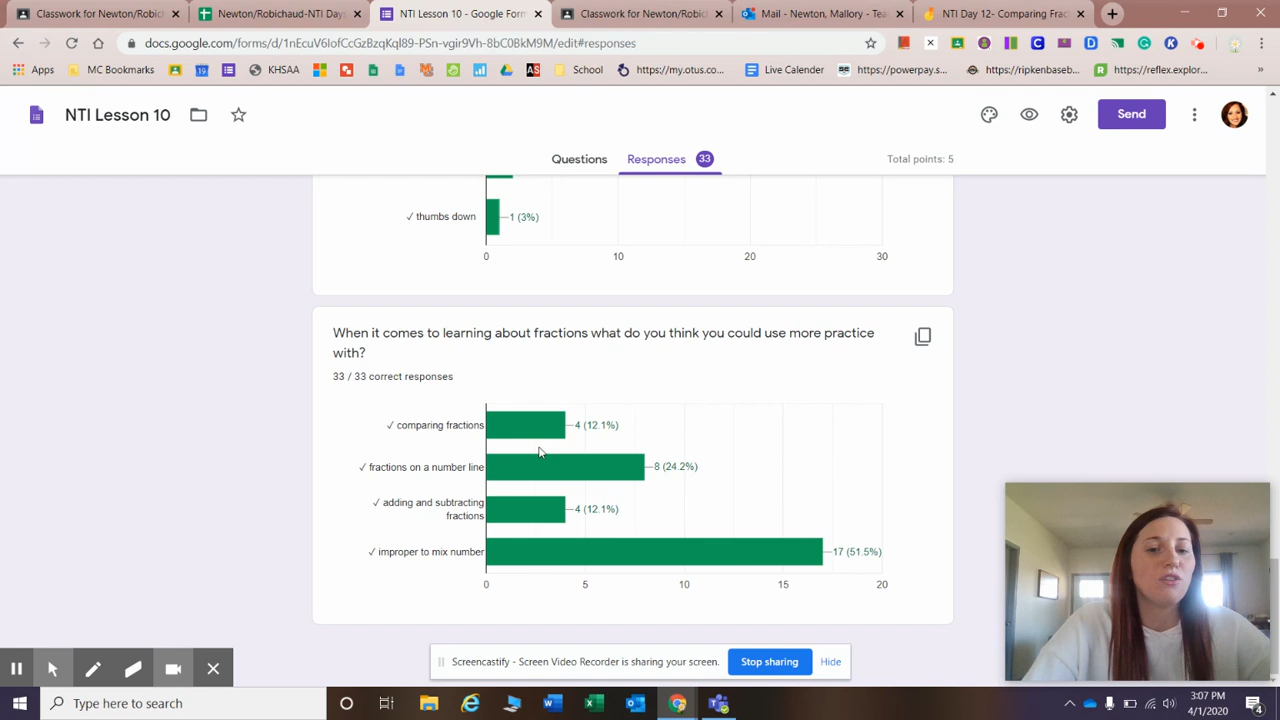 Classwork for Newton/Robichaud
Newton/Robichaud-NTI Days
NTI Lesson 10 - Google Form
Classwork for Newton/Robichaud
Mail - Newton, Mallory - Tea
NTI Day 12- Comparing Frac
docs.google.com/forms/d/1nEcuV6IofCcGzBzqKqI89-PSn-vgir9Vh-8bC0BkM9M/edit#responses
Apps
MC Bookmarks
KHSAA
School
https://my.otus.co...
Live Calender
https://powerpay.s...
https://ripkenbaseb...
https://reflex.explor...
NTI Lesson 10
Send
Questions
Responses 33
Total points: 5
✓ thumbs down
1 (3%)
0 10 20 30
When it comes to learning about fractions what do you think you could use more practice
with?
33 / 33 correct responses
✓ comparing fractions
4 (12.1%)
✓ fractions on a number line
8 (24.2%)
✓ adding and subtracting
fractions
4 (12.1%)
✓ improper to mix number
17 (51.5%)
0 5 10 15 20
Screencastify - Screen Video Recorder is sharing your screen.
Stop sharing
Hide
Type here to search
3:07 PM
4/1/2020
4